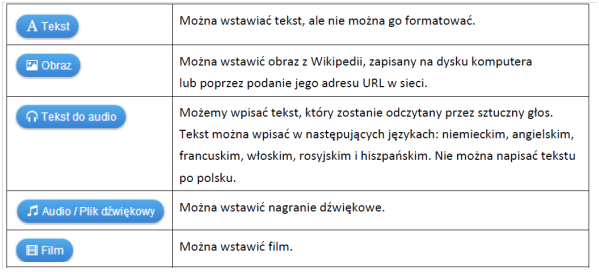 A Tekst
Można wstawiać tekst, ale nie można go formatować.
Obraz
Można wstawić obraz z Wikipedii, zapisany na dysku komputera
lub poprzez podanie jego adresu URL w sieci.
Tekst do audio
Możemy wpisać tekst, który zostanie odczytany przez sztuczny głos.
Tekst można wpisać w następujących językach: niemieckim, angielskim,
francuskim, włoskim, rosyjskim i hiszpańskim. Nie można napisać tekstu
po polsku.
Audio / Plik dźwiękowy
Można wstawić nagranie dźwiękowe.
Film
Można wstawić film.